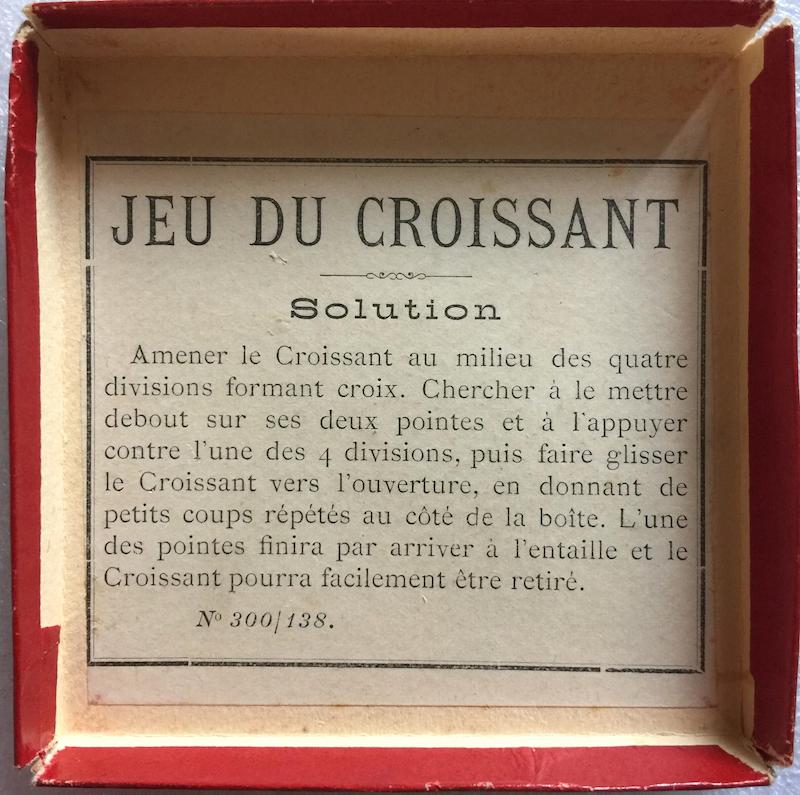 JEU DU CROISSANT
Solution
Amener le Croissant au milieu des quatre
divisions formant croix. Chercher à le mettre
debout sur ses deux pointes et à l'appuyer
contre l'une des 4 divisions, puis faire glisser
le Croissant vers l'ouverture, en donnant de
petits coups répétés au côté de la boîte. L'une
des pointes finira par arriver à l'entaille et le
Croissant pourra facilement être retiré.
Nº 300/138.